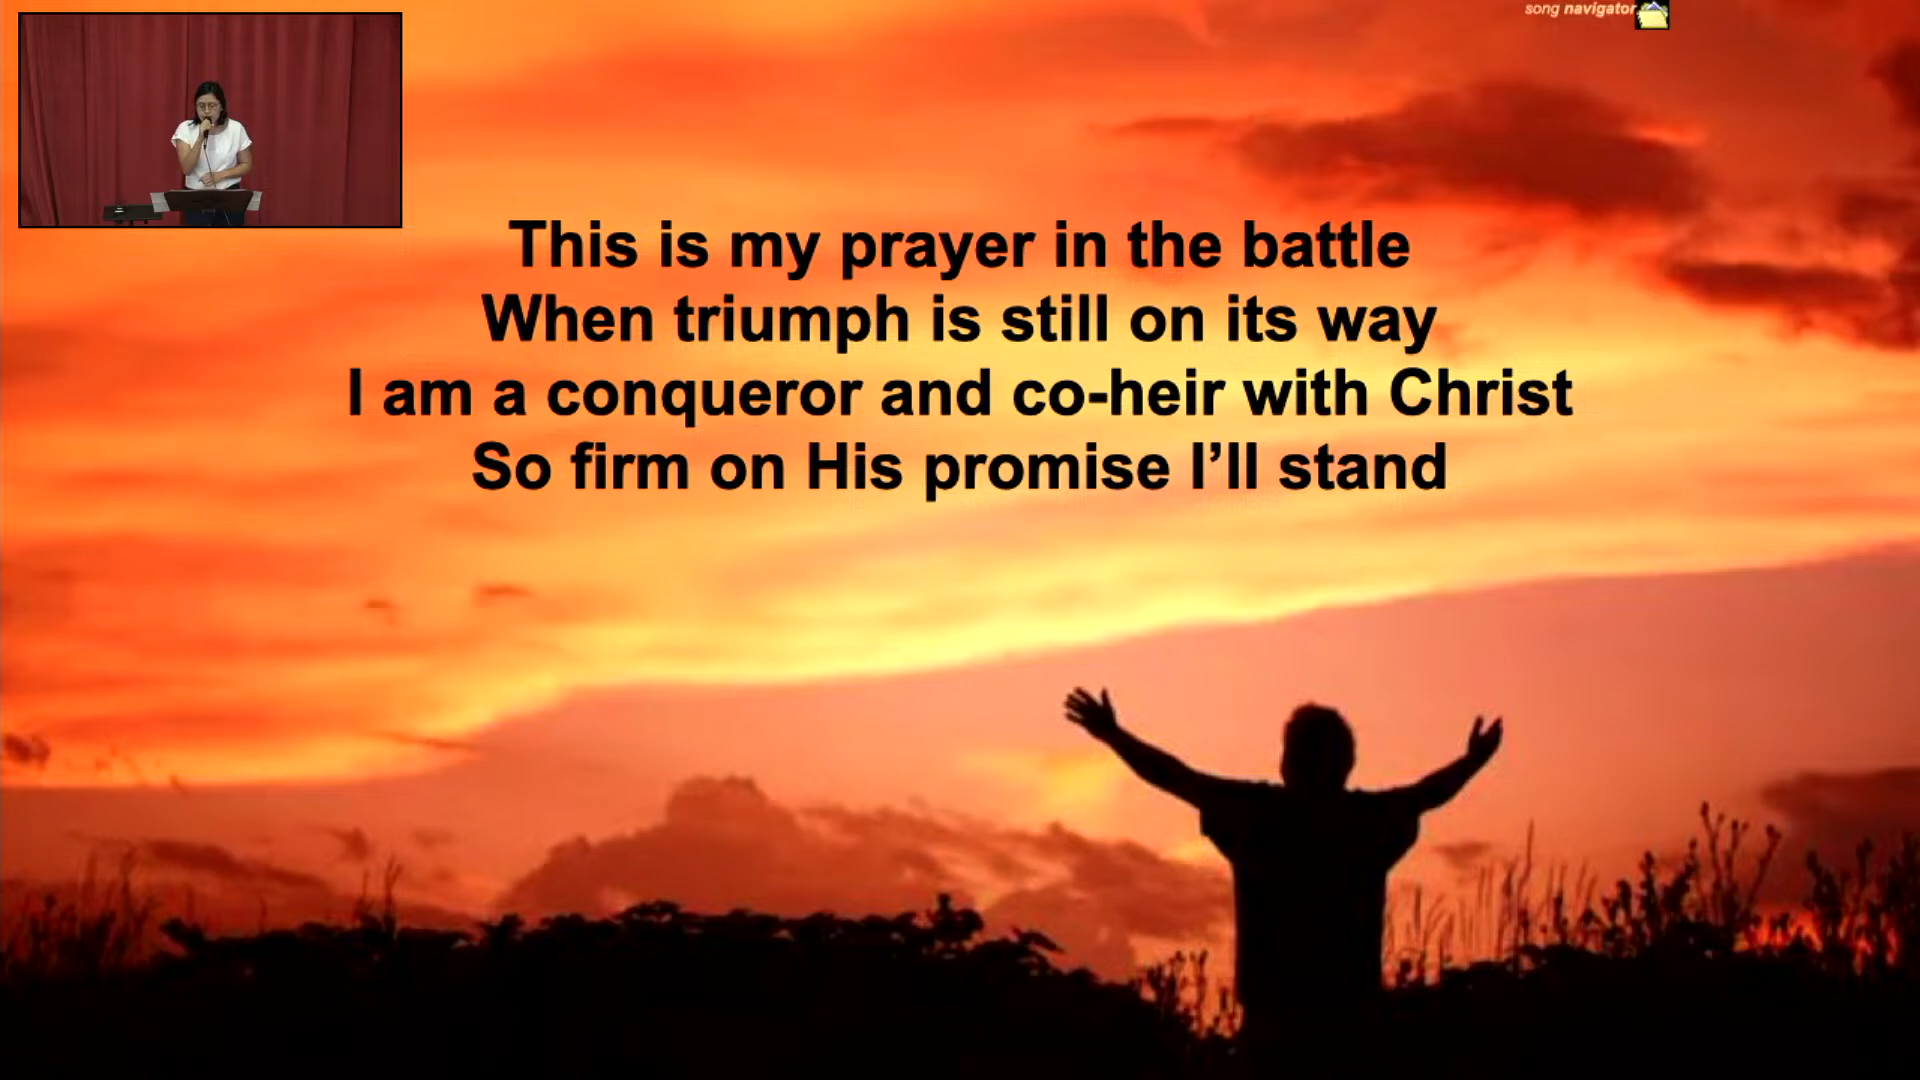 song navigator
This is my prayer in the battle
When triumph is still on its way
I am a conqueror and co-heir with Christ
So firm on His promise I’ll stand